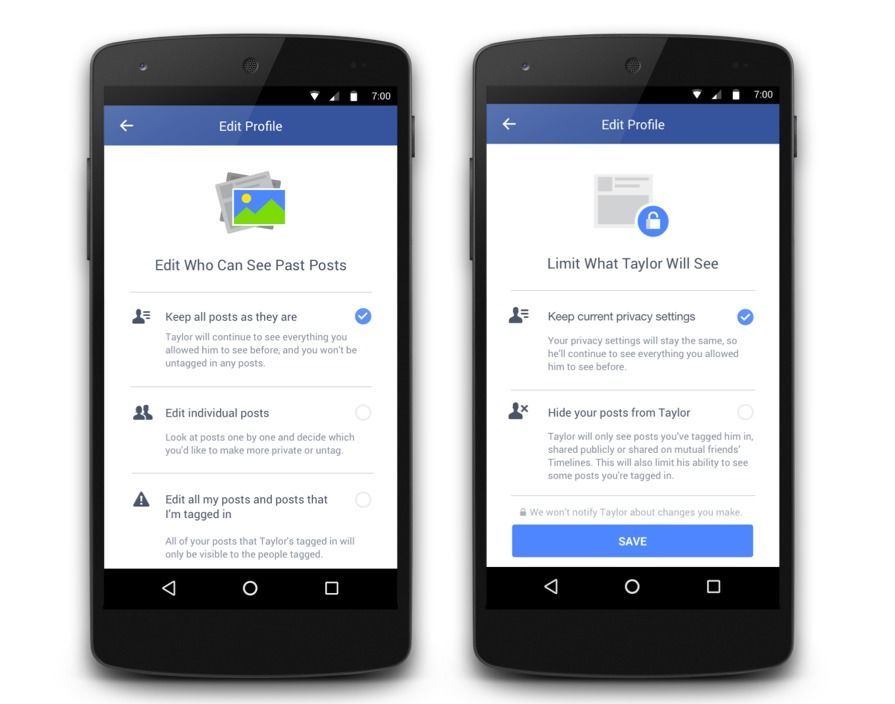 7:00
Edit Profile
Edit Who Can See Past Posts
Keep all posts as they are
Taylor will continue to see everything you
allowed him to see before, and you won't be
untagged in any posts.
Edit individual posts
Look at posts one by one and decide which
you'd like to make more private or untag.
Edit all my posts and posts that
I'm tagged in
All of your posts that Taylor's tagged in will
only be visible to the people tagged.
7:00
Edit Profile
Limit What Taylor Will See
Keep current privacy settings
Your privacy settings will stay the same, so
he'll continue to see everything you allowed
him to see before.
Hide your posts from Taylor
Taylor will only see posts you've tagged him in,
shared publicly or shared on mutual friends'
Timelines. This will also limit his ability to see
some posts you're tagged in.
We won't notify Taylor about changes you make.
SAVE